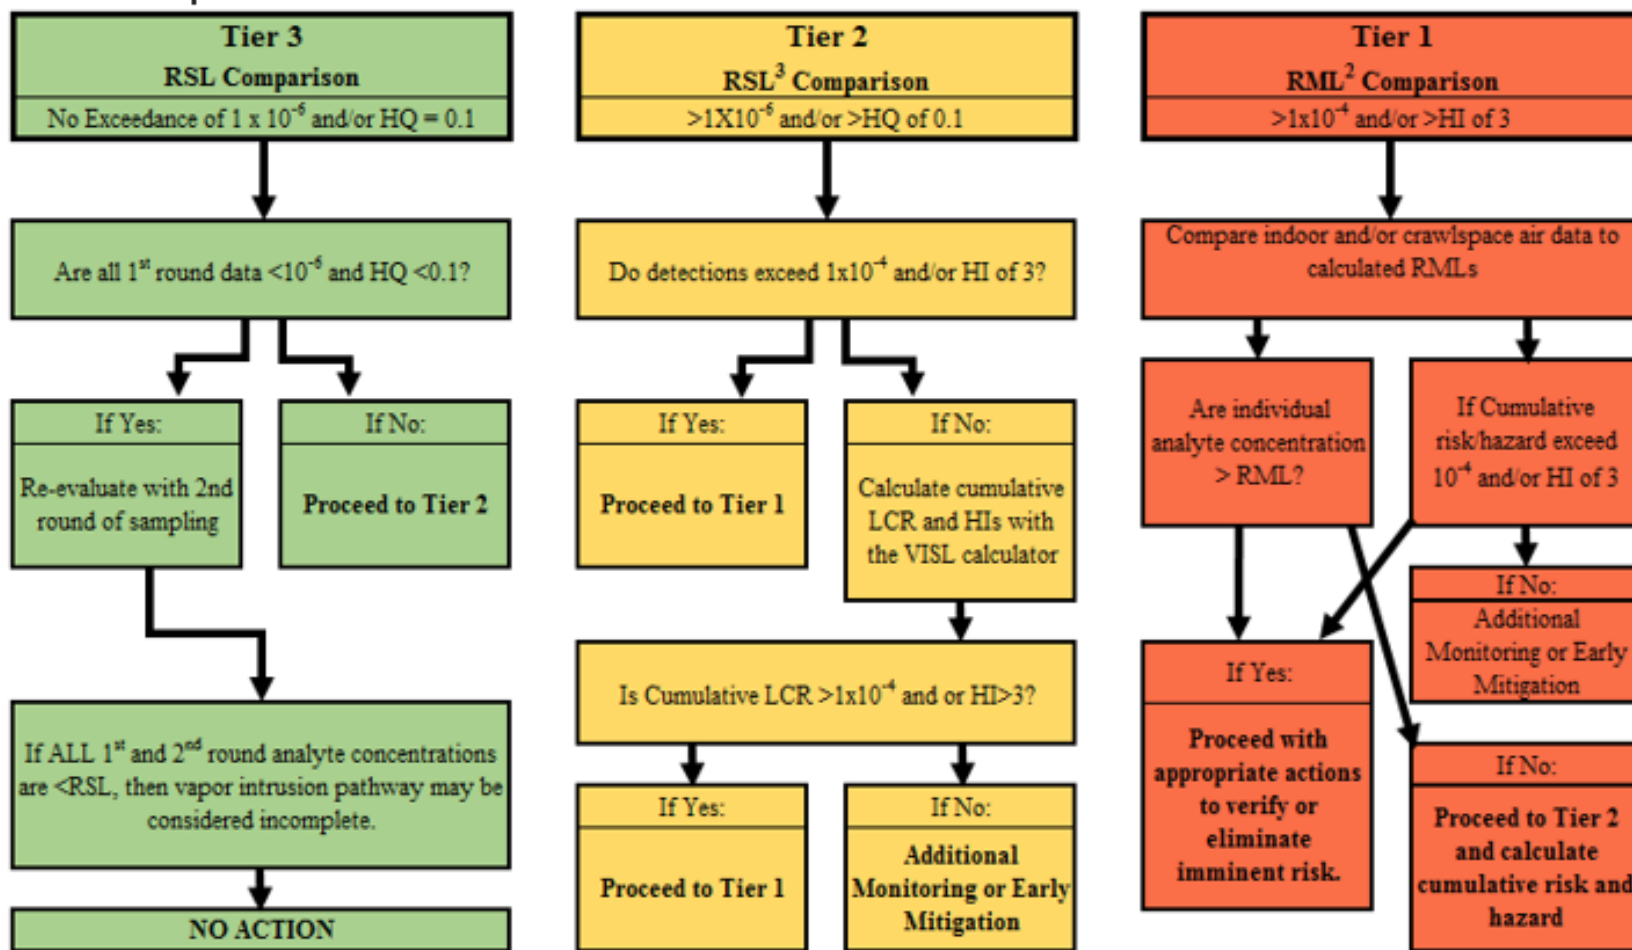 Tier 3
RSL Comparison
No Exceedance of 1 x 10⁻⁶ and/or HQ = 0.1
Are all 1ˢᵗ round data <10⁻⁶ and HQ <0.1?
If Yes:
Re-evaluate with 2nd
round of sampling
If No:
Proceed to Tier 2
If ALL 1ˢᵗ and 2ⁿᵈ round analyte concentrations
are <RSL, then vapor intrusion pathway may be
considered incomplete.
NO ACTION
Tier 2
RSL³ Comparison
>1X10⁻⁶ and/or >HQ of 0.1
Do detections exceed 1x10⁻⁴ and/or HI of 3?
If Yes:
Proceed to Tier 1
If No:
Calculate cumulative
LCR and HIs with
the VISL calculator
Is Cumulative LCR >1x10⁻⁴ and or HI>3?
If Yes:
Proceed to Tier 1
If No:
Additional
Monitoring or Early
Mitigation
Tier 1
RML² Comparison
>1x10⁻⁴ and/or >HI of 3
Compare indoor and/or crawlspace air data to
calculated RMLs
Are individual
analyte concentration
> RML?
If Cumulative
risk/hazard exceed
10⁻⁴ and/or HI of 3
If No:
Additional
Monitoring or Early
Mitigation
If Yes:
Proceed with
appropriate actions
to verify or
eliminate
imminent risk.
If No:
Proceed to Tier 2
and calculate
cumulative risk and
hazard